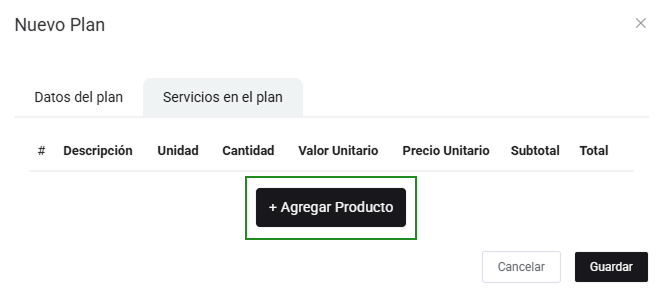 Nuevo Plan
Datos del plan Servicios en el plan
# Descripción Unidad Cantidad Valor Unitario Precio Unitario Subtotal Total
+ Agregar Producto
Cancelar Guardar